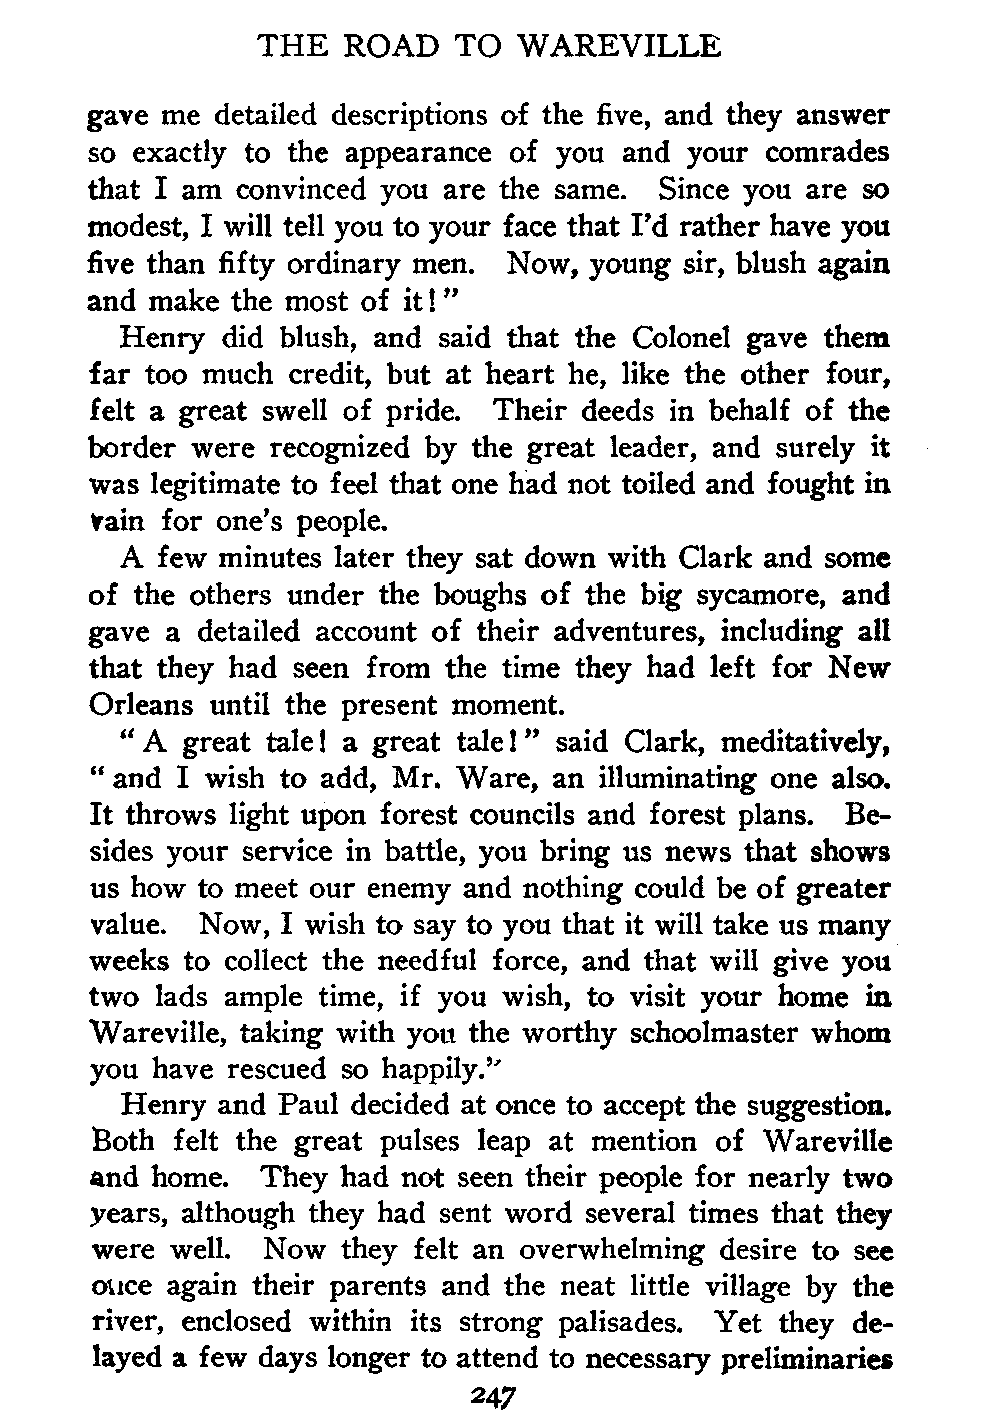 THE ROAD TO WAREVILLE
gave me detailed descriptions of the five, and they answer
so exactly to the appearance of you and your comrades
that I am convinced you are the same. Since you are so
modest, I will tell you to your face that I'd rather have you
five than fifty ordinary men. Now, young sir, blush again
and make the most of it!"
Henry did blush, and said that the Colonel gave them
far too much credit, but at heart he, like the other four,
felt a great swell of pride. Their deeds in behalf of the
border were recognized by the great leader, and surely it
was legitimate to feel that one had not toiled and fought in
vain for one's people.
A few minutes later they sat down with Clark and some
of the others under the boughs of the big sycamore, and
gave a detailed account of their adventures, including all
that they had seen from the time they had left for New
Orleans until the present moment.
"A great tale! a great tale!" said Clark, meditatively,
"and I wish to add, Mr. Ware, an illuminating one also.
It throws light upon forest councils and forest plans. Be-
sides your service in battle, you bring us news that shows
us how to meet our enemy and nothing could be of greater
value. Now, I wish to say to you that it will take us many
weeks to collect the needful force, and that will give you
two lads ample time, if you wish, to visit your home in
Wareville, taking with you the worthy schoolmaster whom
you have rescued so happily."
Henry and Paul decided at once to accept the suggestion.
Both felt the great pulses leap at mention of Wareville
and home. They had not seen their people for nearly two
years, although they had sent word several times that they
were well. Now they felt an overwhelming desire to see
once again their parents and the neat little village by the
river, enclosed within its strong palisades. Yet they de-
layed a few days longer to attend to necessary preliminaries
247